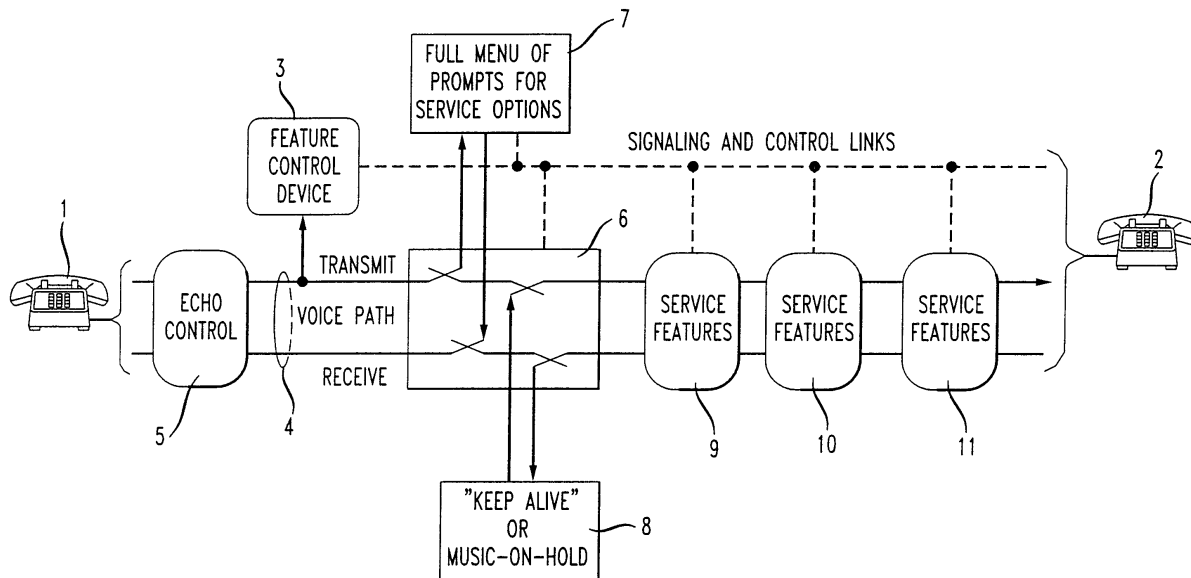 7
FULL MENU OF
PROMPTS FOR
SERVICE OPTIONS
3
FEATURE
CONTROL
DEVICE
SIGNALING AND CONTROL LINKS
2
1
6
TRANSMIT
ECHO
CONTROL
VOICE PATH
SERVICE
FEATURES
SERVICE
FEATURES
SERVICE
FEATURES
RECEIVE
5
4
9
10
11
"KEEP ALIVE"
OR
MUSIC-ON-HOLD
8